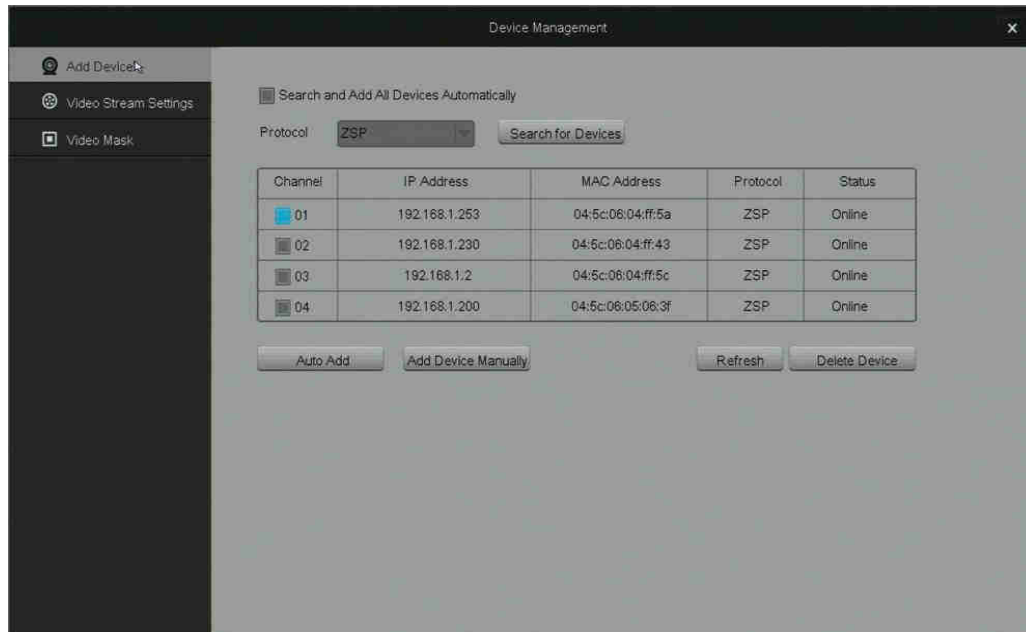 Device Management
Add Device
Video Stream Settings
Video Mask
Search and Add All Devices Automatically
Protocol ZSP Search for Devices
Channel IP Address MAC Address Protocol Status
01 192.168.1.253 04:5c:06:04:ff:5a ZSP Online
02 192.168.1.230 04:5c:06:04:ff:43 ZSP Online
03 192.168.1.2 04:5c:06:04:ff:5c ZSP Online
04 192.168.1.200 04:5c:06:05:06:3f ZSP Online
Auto Add Add Device Manually Refresh Delete Device